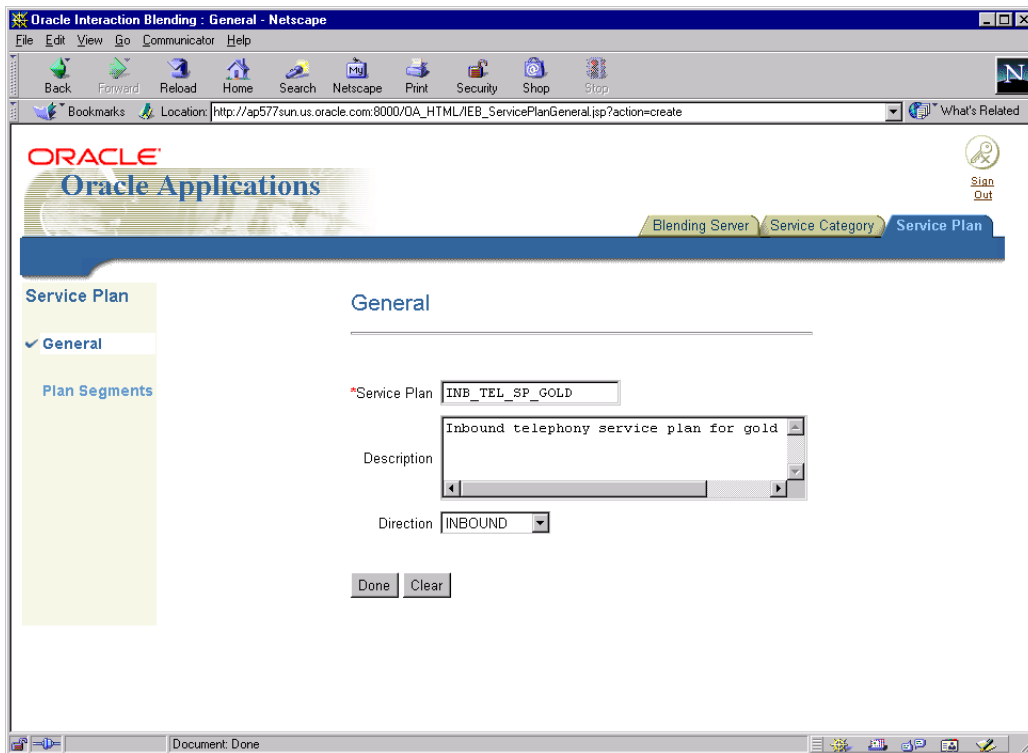 Oracle Interaction Blending : General - Netscape
File Edit View Go Communicator Help
My
Back Forward Reload Home Search Netscape Print Security Shop Stop
N
Bookmarks Location: http://ap577sun.us.oracle.com:8000/OA_HTML/IEB_ServicePlanGeneral.jsp?action=create What's Related
ORACLE
Oracle Applications
Sign
Out
Blending Server Service Category Service Plan
Service Plan
General
General
Plan Segments
*Service Plan INB_TEL_SP_GOLD
Inbound telephony service plan for gold
Description
Direction INBOUND
Done Clear
Document: Done